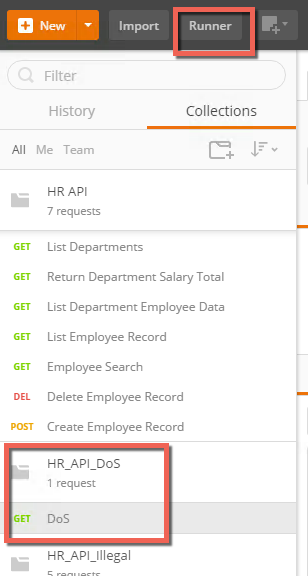 New Import Runner
Filter
History Collections
All Me Team
HR API
7 requests
GET List Departments
GET Return Department Salary Total
GET List Department Employee Data
GET List Employee Record
GET Employee Search
DEL Delete Employee Record
POST Create Employee Record
HR_API_DoS
1 request
GET DoS
HR_API_Illegal
5 requests